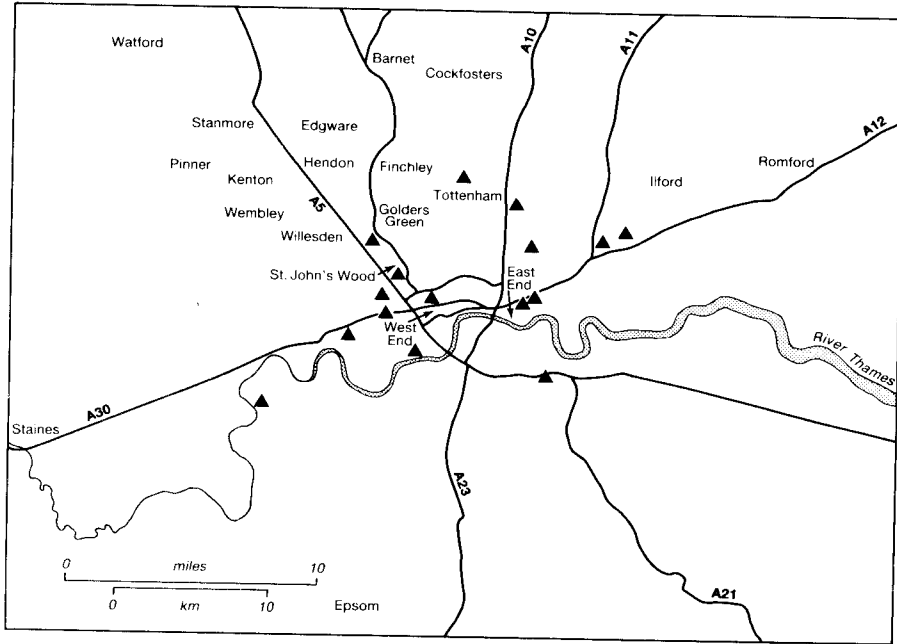 Watford
Barnet
Cockfosters
A10
A11
A12
Stanmore
Edgware
Pinner
Hendon
Finchley
Romford
Kenton
Tottenham
Ilford
A5
Wembley
Golders
Green
Willesden
St. John's Wood
East
End
West
End
River Thames
A30
Staines
A23
0 miles 10
0 km 10
Epsom
A21